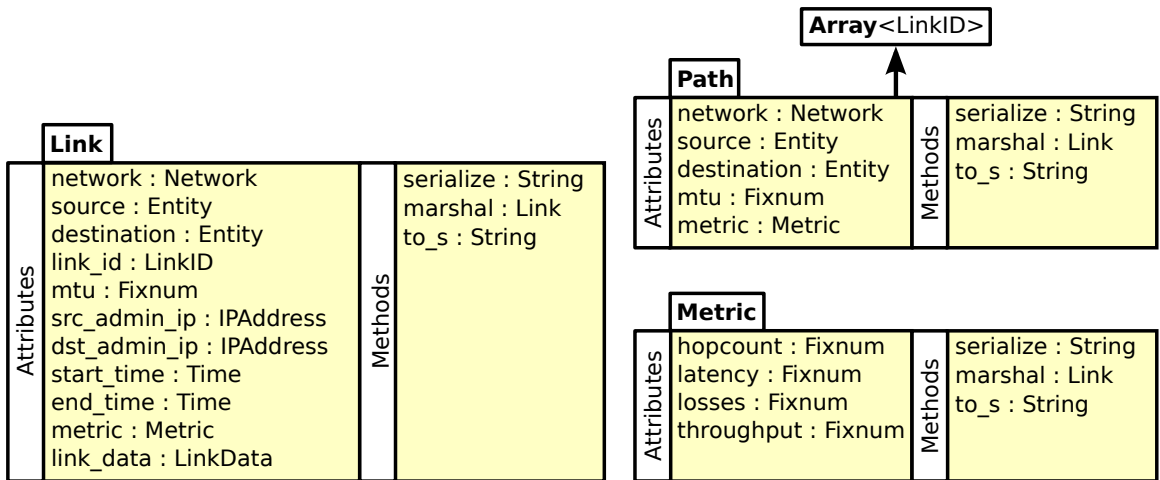 Link
Attributes
network : Network
source : Entity
destination : Entity
link_id : LinkID
mtu : Fixnum
src_admin_ip : IPAddress
dst_admin_ip : IPAddress
start_time : Time
end_time : Time
metric : Metric
link_data : LinkData
Methods
serialize : String
marshal : Link
to_s : String
Array<LinkID>
Path
Attributes
network : Network
source : Entity
destination : Entity
mtu : Fixnum
metric : Metric
Methods
serialize : String
marshal : Link
to_s : String
Metric
Attributes
hopcount : Fixnum
latency : Fixnum
losses : Fixnum
throughput : Fixnum
Methods
serialize : String
marshal : Link
to_s : String